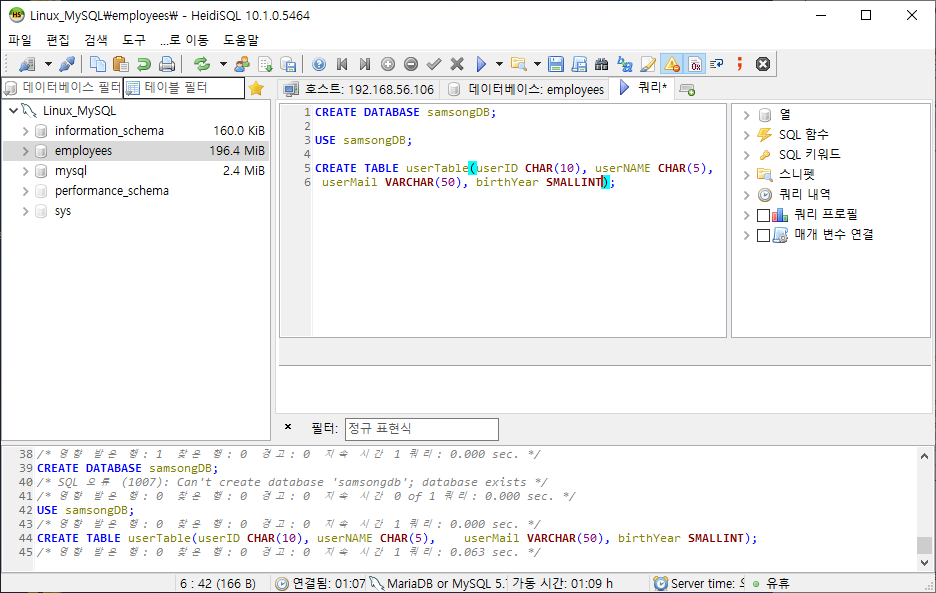 Linux_MySQL₩employees₩ - HeidiSQL 10.1.0.5464
파일 편집 검색 도구 ...로 이동 도움말
데이터베이스 필터 테이블 필터
호스트: 192.168.56.106 데이터베이스: employees 쿼리*
Linux_MySQL
information_schema 160.0 KiB
employees 196.4 MiB
mysql 2.4 MiB
performance_schema
sys
1 CREATE DATABASE samsongDB;
2
3 USE samsongDB;
4
5 CREATE TABLE userTable(userID CHAR(10), userNAME CHAR(5),
6 userMail VARCHAR(50), birthYear SMALLINT);
열
SQL 함수
SQL 키워드
스니펫
쿼리 내역
쿼리 프로필
매개 변수 연결
필터: 정규 표현식
38 /* 영향 받은 행: 1 찾은 행: 0 경고: 0 지속 시간 1 쿼리: 0.000 sec. */
39 CREATE DATABASE samsongDB;
40 /* SQL 오류 (1007): Can't create database 'samsongdb'; database exists */
41 /* 영향 받은 행: 0 찾은 행: 0 경고: 0 지속 시간 0 of 1 쿼리: 0.000 sec. */
42 USE samsongDB;
43 /* 영향 받은 행: 0 찾은 행: 0 경고: 0 지속 시간 1 쿼리: 0.000 sec. */
44 CREATE TABLE userTable(userID CHAR(10), userNAME CHAR(5), userMail VARCHAR(50), birthYear SMALLINT);
45 /* 영향 받은 행: 0 찾은 행: 0 경고: 0 지속 시간 1 쿼리: 0.063 sec. */
6 : 42 (166 B) 연결됨: 01:07 MariaDB or MySQL 5. 가동 시간: 01:09 h Server time: 유휴